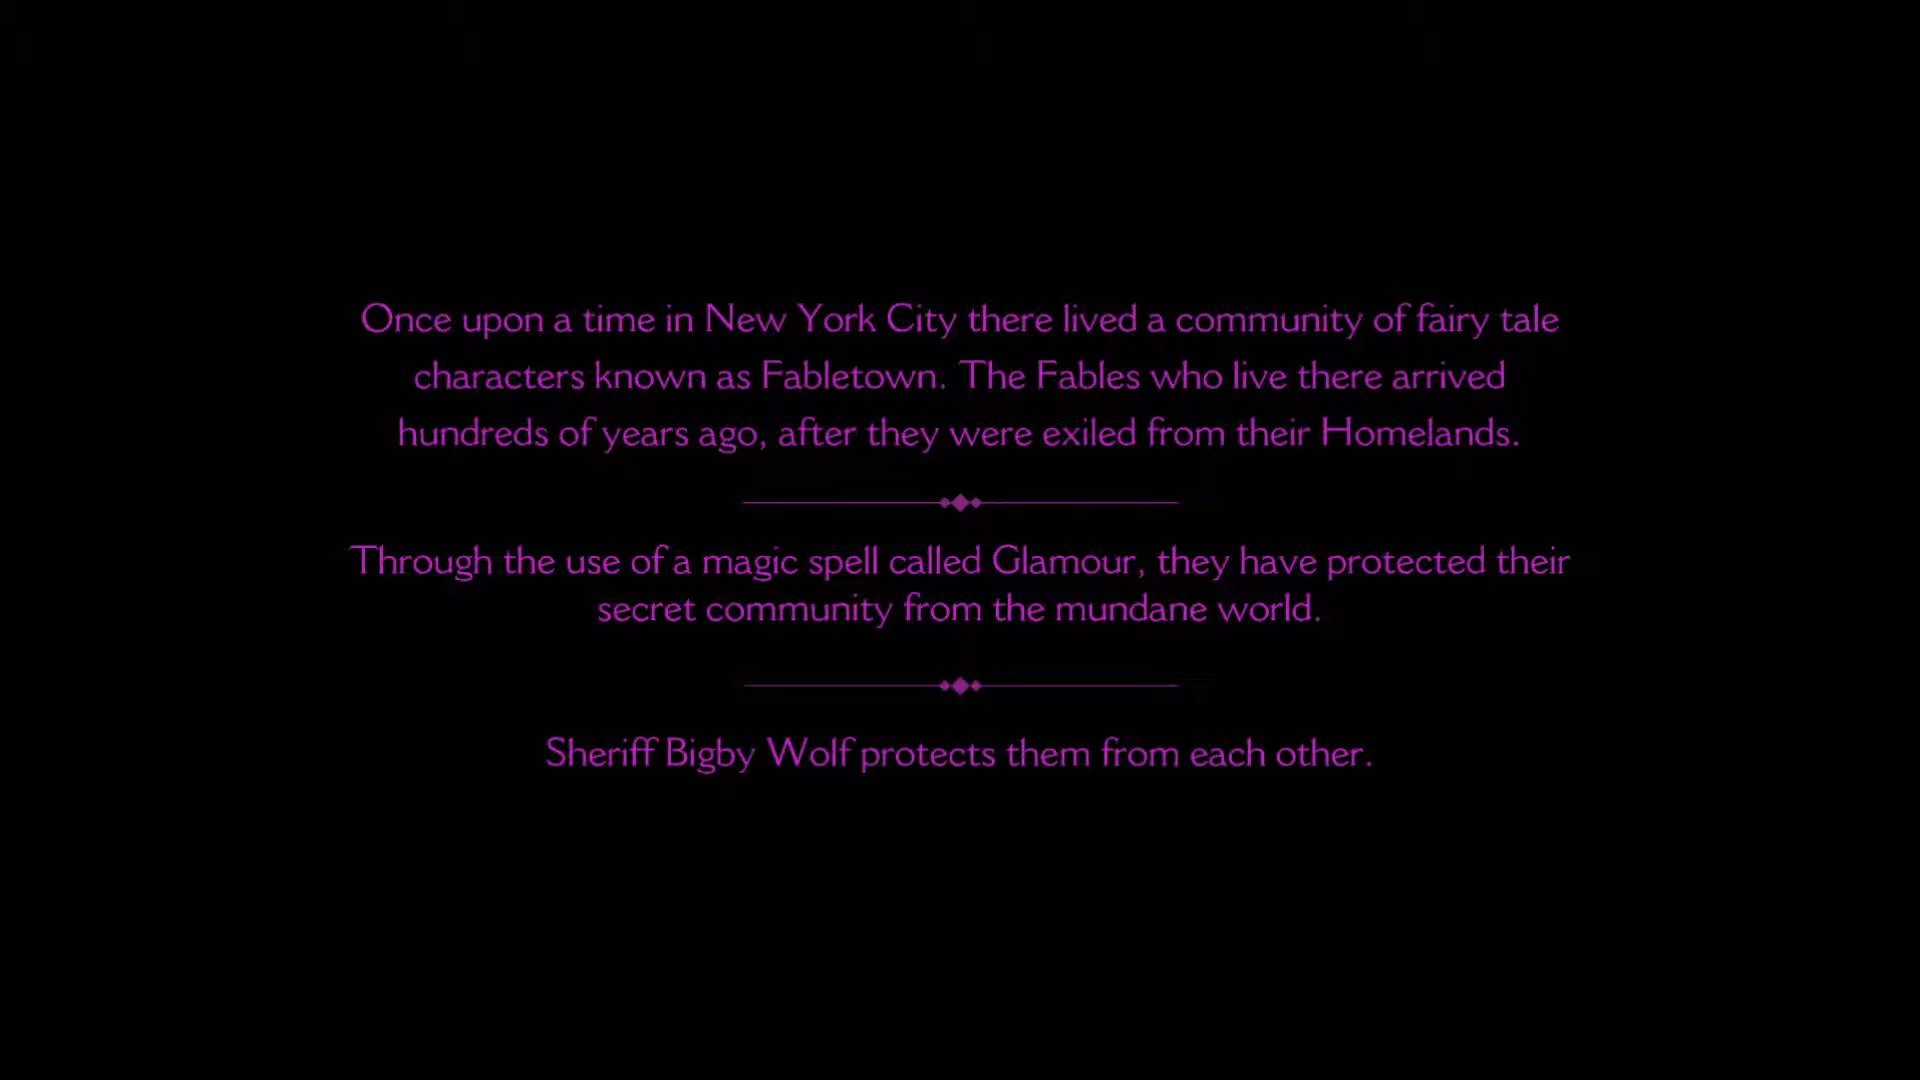 Once upon a time in New York City there lived a community of fairy tale
characters known as Fabletown. The Fables who live there arrived
hundreds of years ago, after they were exiled from their Homelands.
Through the use of a magic spell called Glamour, they have protected their
secret community from the mundane world.
Sheriff Bigby Wolf protects them from each other.